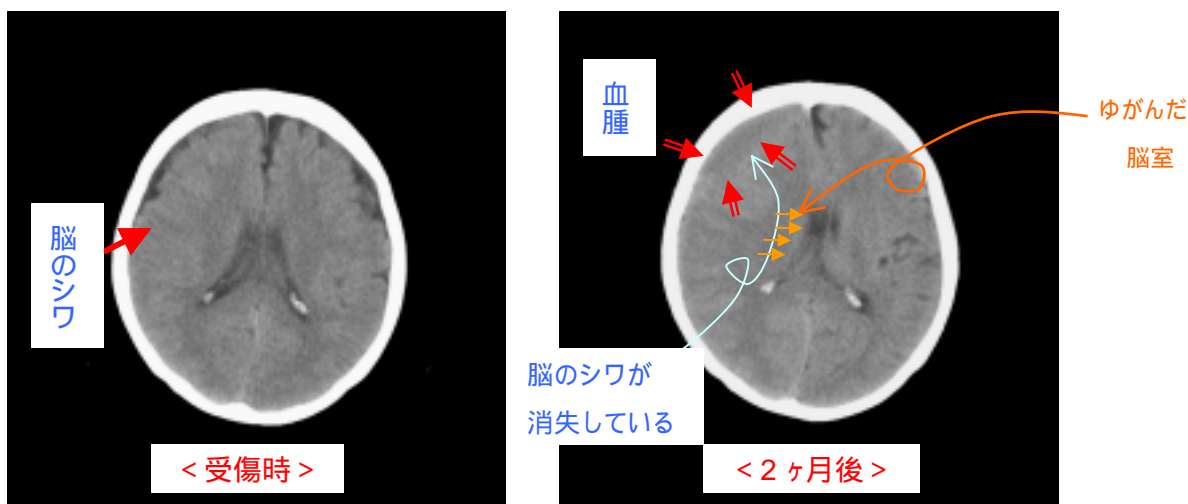 脳のシワ
<受傷時>
血腫
ゆがんだ
脳室
脳のシワが
消失している
<2ヶ月後>